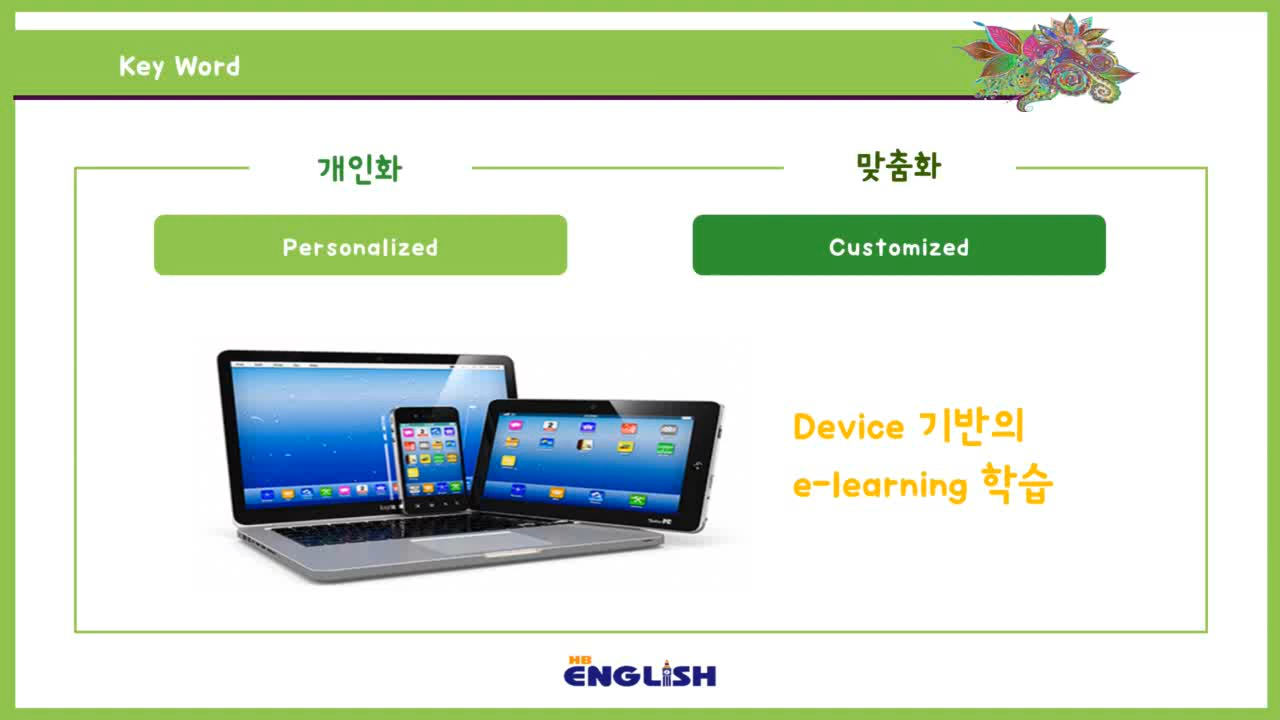 Key Word
개인화
맞춤화
Personalized
Customized
Device 기반의
e-learning 학습
HB
ENGLISH